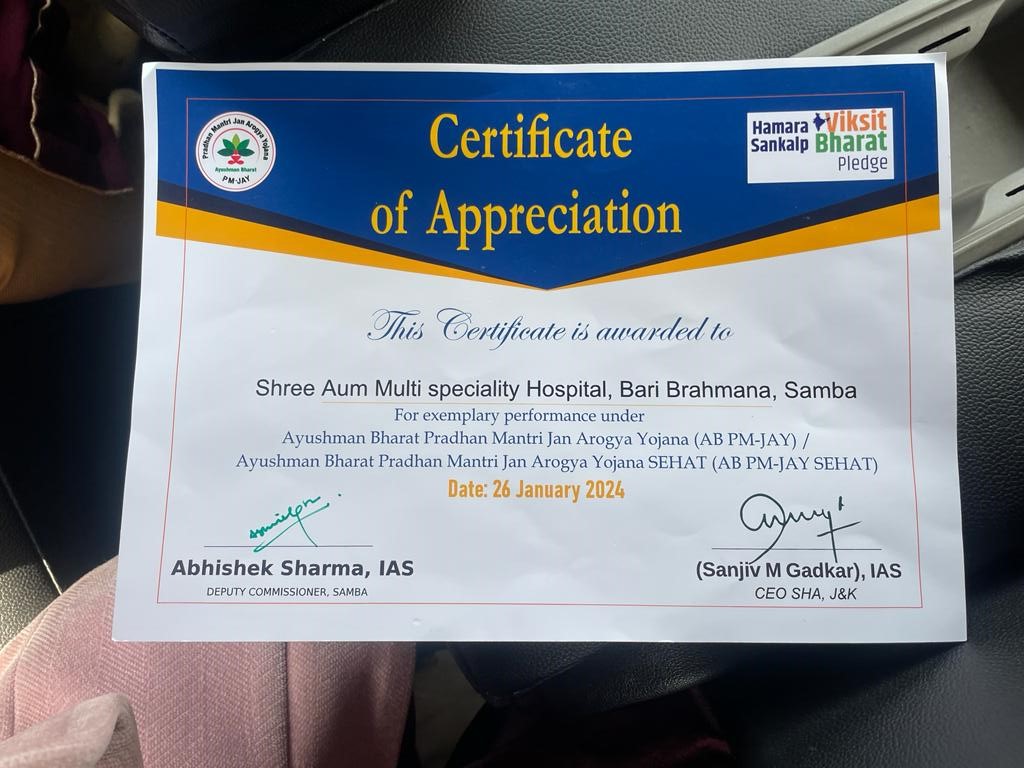 Pradhan Mantri Jan Arogya Yojana
Ayushman Bharat
PM-JAY
Certificate
of Appreciation
Hamara Viksit
Sankalp Bharat
Pledge
This Certificate is awarded to
Shree Aum Multi speciality Hospital, Bari Brahmana, Samba
For exemplary performance under
Ayushman Bharat Pradhan Mantri Jan Arogya Yojana (AB PM-JAY) /
Ayushman Bharat Pradhan Mantri Jan Arogya Yojana SEHAT (AB PM-JAY SEHAT)
Date: 26 January 2024
Abhishek Sharma, IAS
DEPUTY COMMISSIONER, SAMBA
(Sanjiv M Gadkar), IAS
CEO SHA, J&K